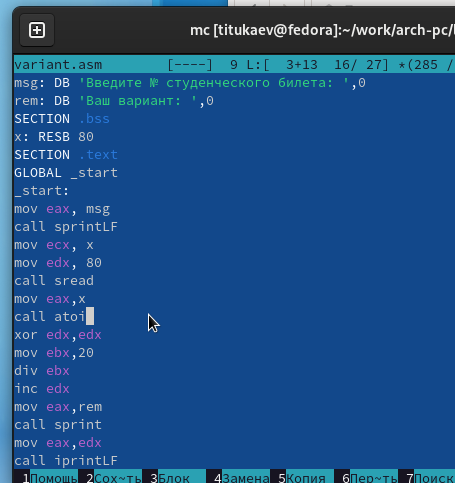 mc [titukaev@fedora]:~/work/arch-pc/
variant.asm [----] 9 L:[ 3+13 16/ 27] *(285 /
msg: DB 'Введите № студенческого билета: ',0
rem: DB 'Ваш вариант: ',0
SECTION .bss
x: RESB 80
SECTION .text
GLOBAL _start
_start:
mov eax, msg
call sprintLF
mov ecx, x
mov edx, 80
call sread
mov eax,x
call atoi
xor edx,edx
mov ebx,20
div ebx
inc edx
mov eax,rem
call sprint
mov eax,edx
call iprintLF
1Помощь 2Сох~ть 3Блок 4Замена 5Копия 6Пер~ть 7Поиск